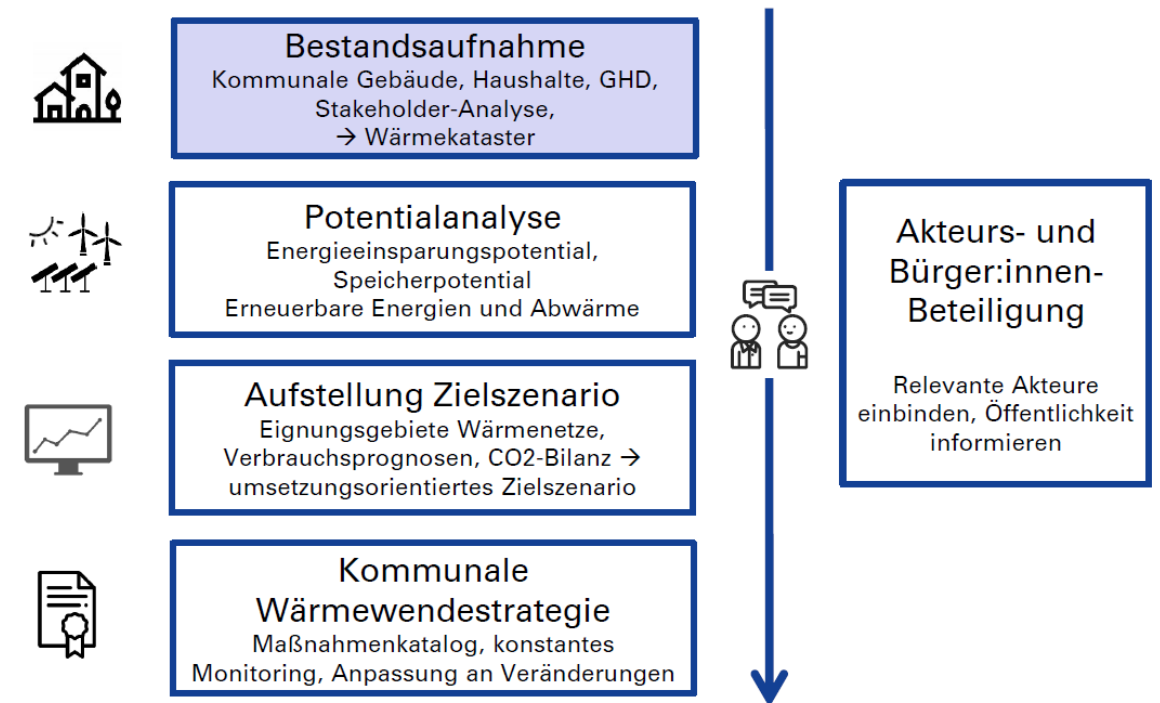 Bestandsaufnahme
Kommunale Gebäude, Haushalte, GHD,
Stakeholder-Analyse,
→ Wärmekataster
Potentialanalyse
Energieeinsparungspotential,
Speicherpotential
Erneuerbare Energien und Abwärme
Aufstellung Zielszenario
Eignungsgebiete Wärmenetze,
Verbrauchsprognosen, CO2-Bilanz →
umsetzungsorientiertes Zielszenario
Kommunale
Wärmewendestrategie
Maßnahmenkatalog, konstantes
Monitoring, Anpassung an Veränderungen
Akteurs- und
Bürger:innen-
Beteiligung
Relevante Akteure
einbinden, Öffentlichkeit
informieren